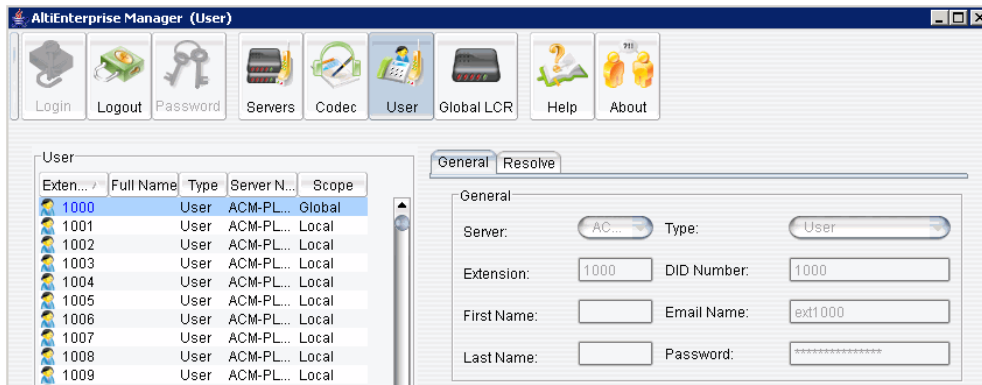 AltiEnterprise Manager (User)
Login Logout Password Servers Codec User Global LCR Help ?!! About
User
Exten... Full Name Type Server N... Scope
1000 User ACM-PL... Global
1001 User ACM-PL... Local
1002 User ACM-PL... Local
1003 User ACM-PL... Local
1004 User ACM-PL... Local
1005 User ACM-PL... Local
1006 User ACM-PL... Local
1007 User ACM-PL... Local
1008 User ACM-PL... Local
1009 User ACM-PL... Local
General Resolve
General
Server: AC... Type: User
Extension: 1000 DID Number: 1000
First Name: Email Name: ext1000
Last Name: Password: ***************